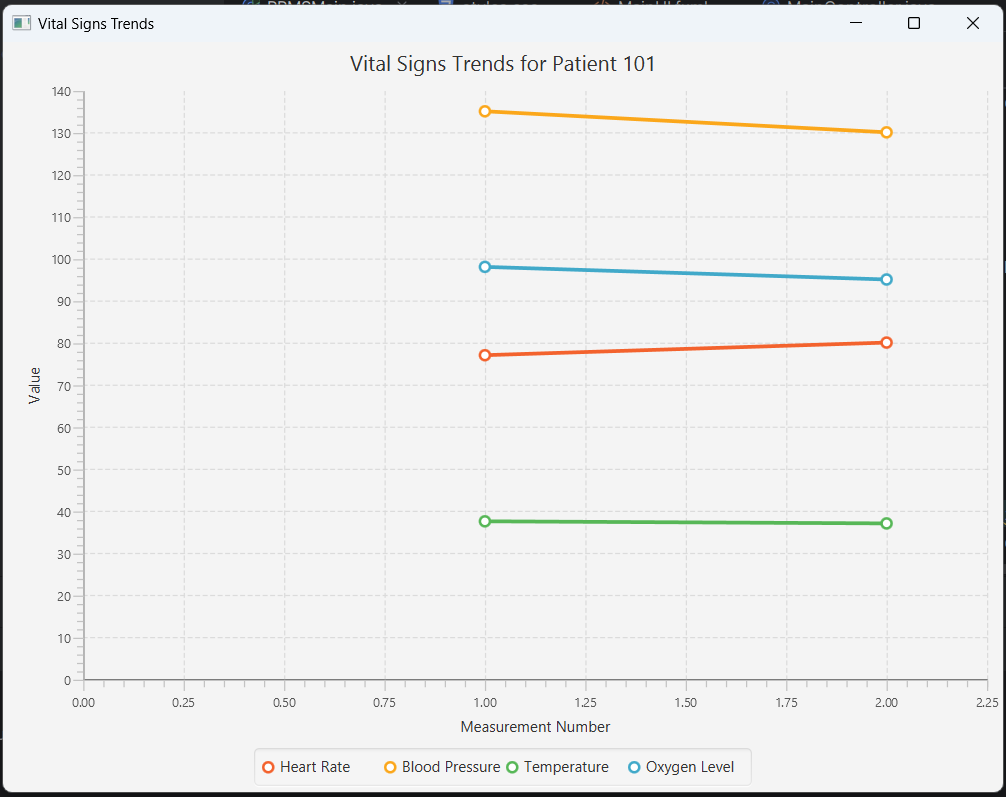 Vital Signs Trends
Vital Signs Trends for Patient 101
140
130
120
110
100
90
80
70
60
50
40
30
20
10
0
Value
0.00 0.25 0.50 0.75 1.00 1.25 1.50 1.75 2.00 2.25
Measurement Number
Heart Rate Blood Pressure Temperature Oxygen Level